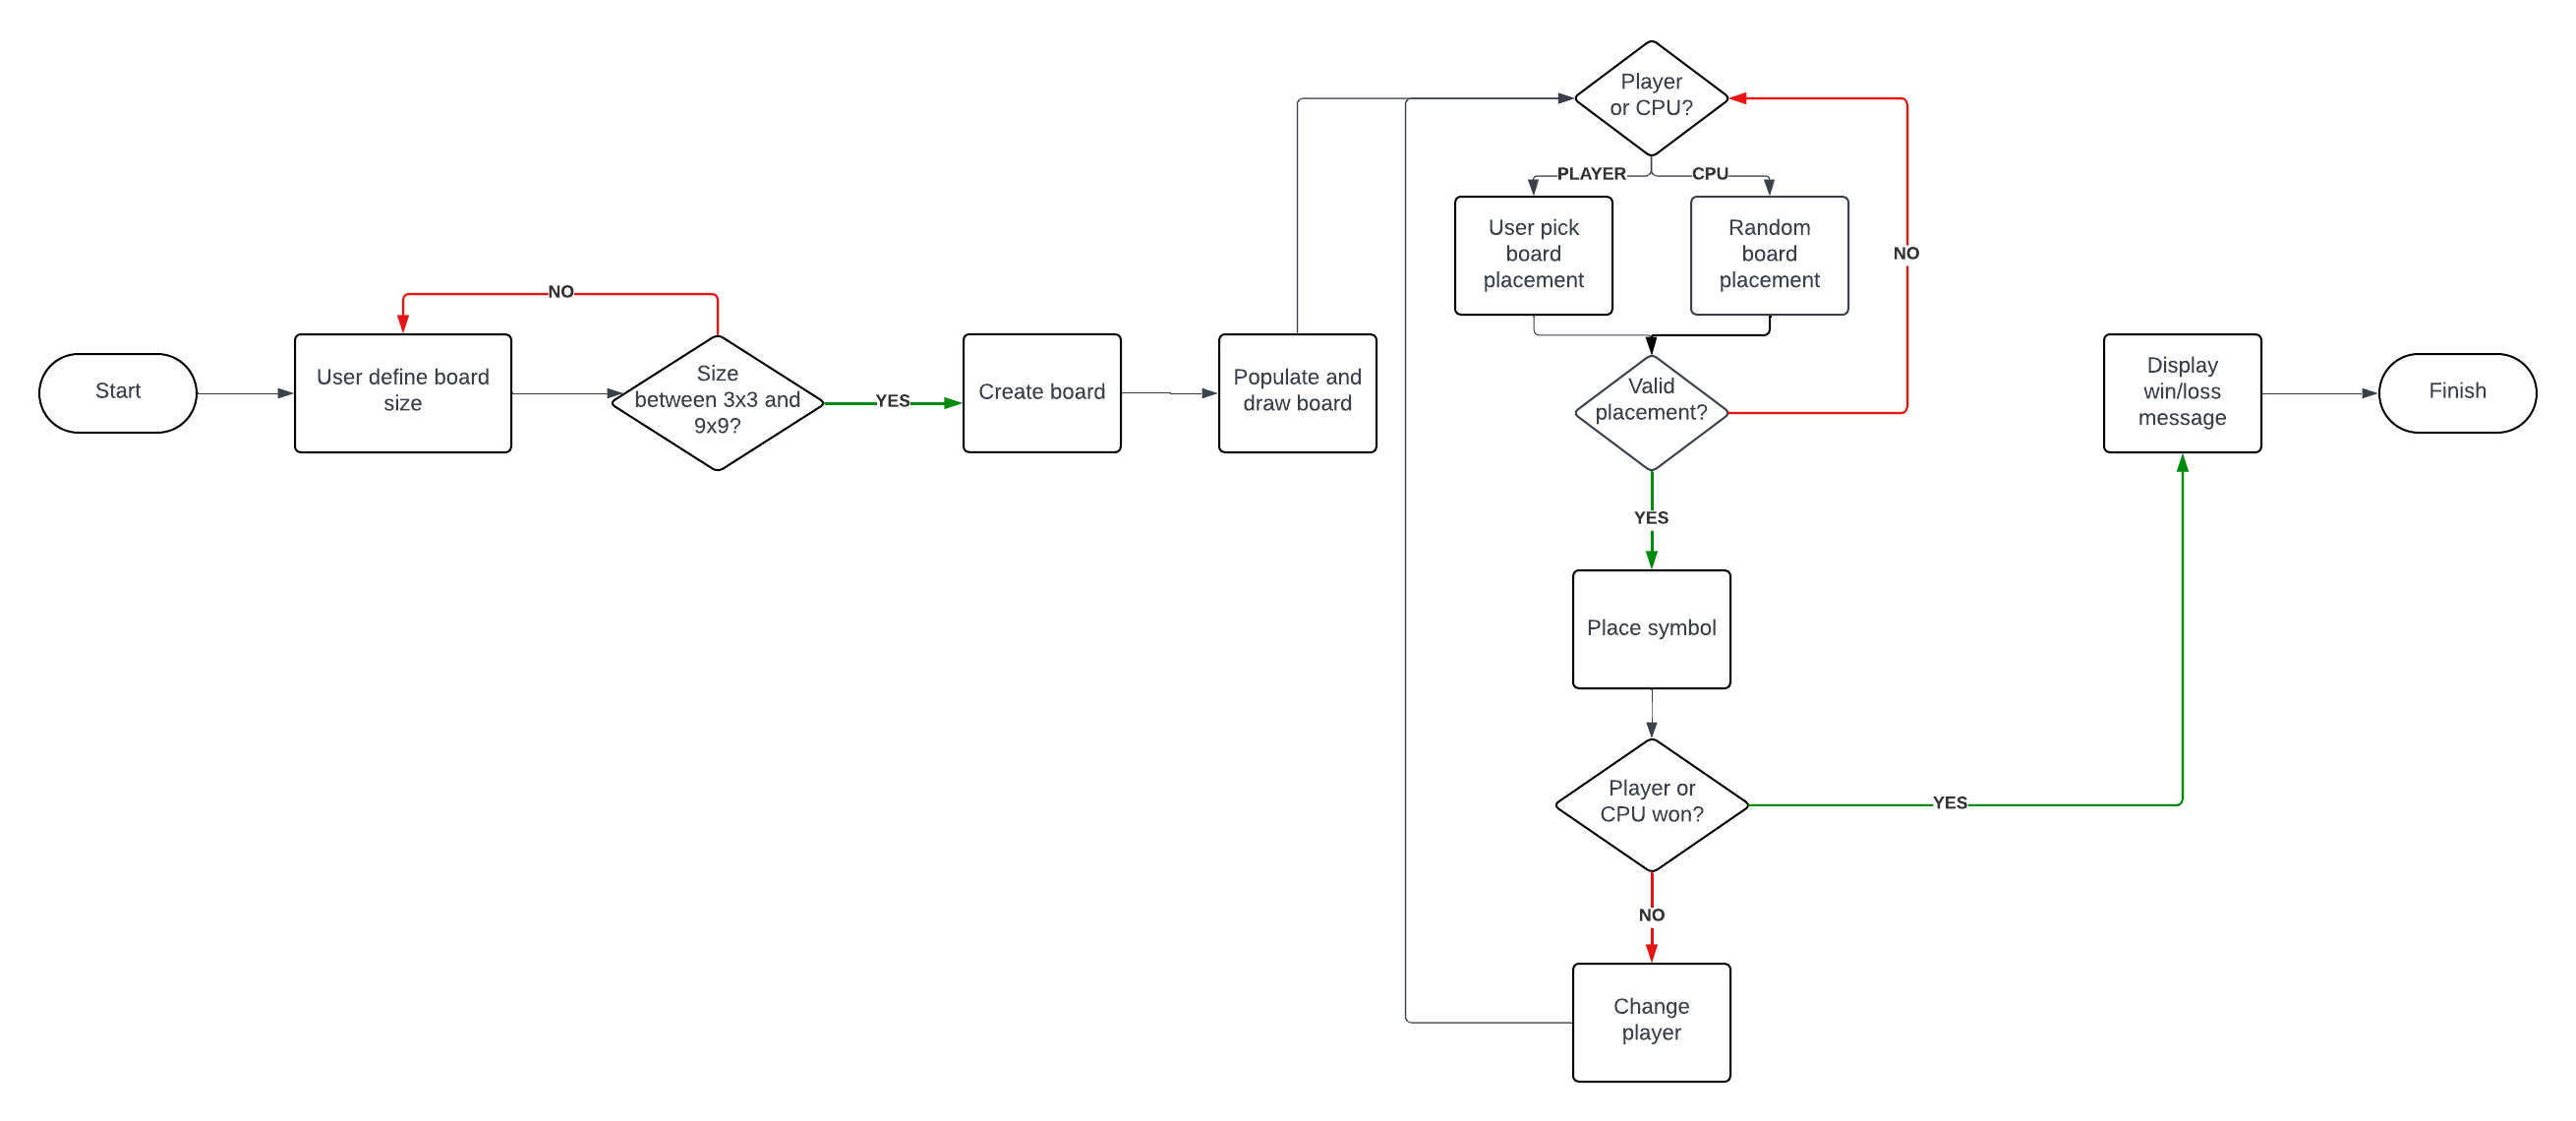 Start
User define board
size
NO
Size
between 3x3 and
9x9?
YES
Create board
Populate and
draw board
Player
or CPU?
PLAYER
CPU
User pick
board
placement
Random
board
placement
NO
Valid
placement?
YES
Place symbol
Player or
CPU won?
YES
NO
Change
player
Display
win/loss
message
Finish